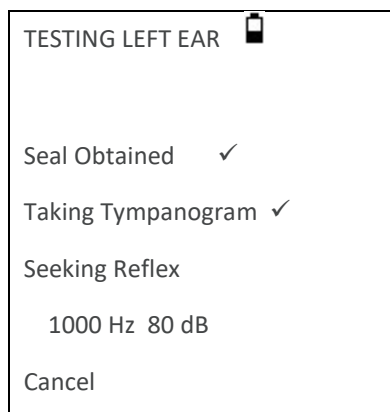 TESTING LEFT EAR
Seal Obtained ✓
Taking Tympanogram ✓
Seeking Reflex
1000 Hz 80 dB
Cancel